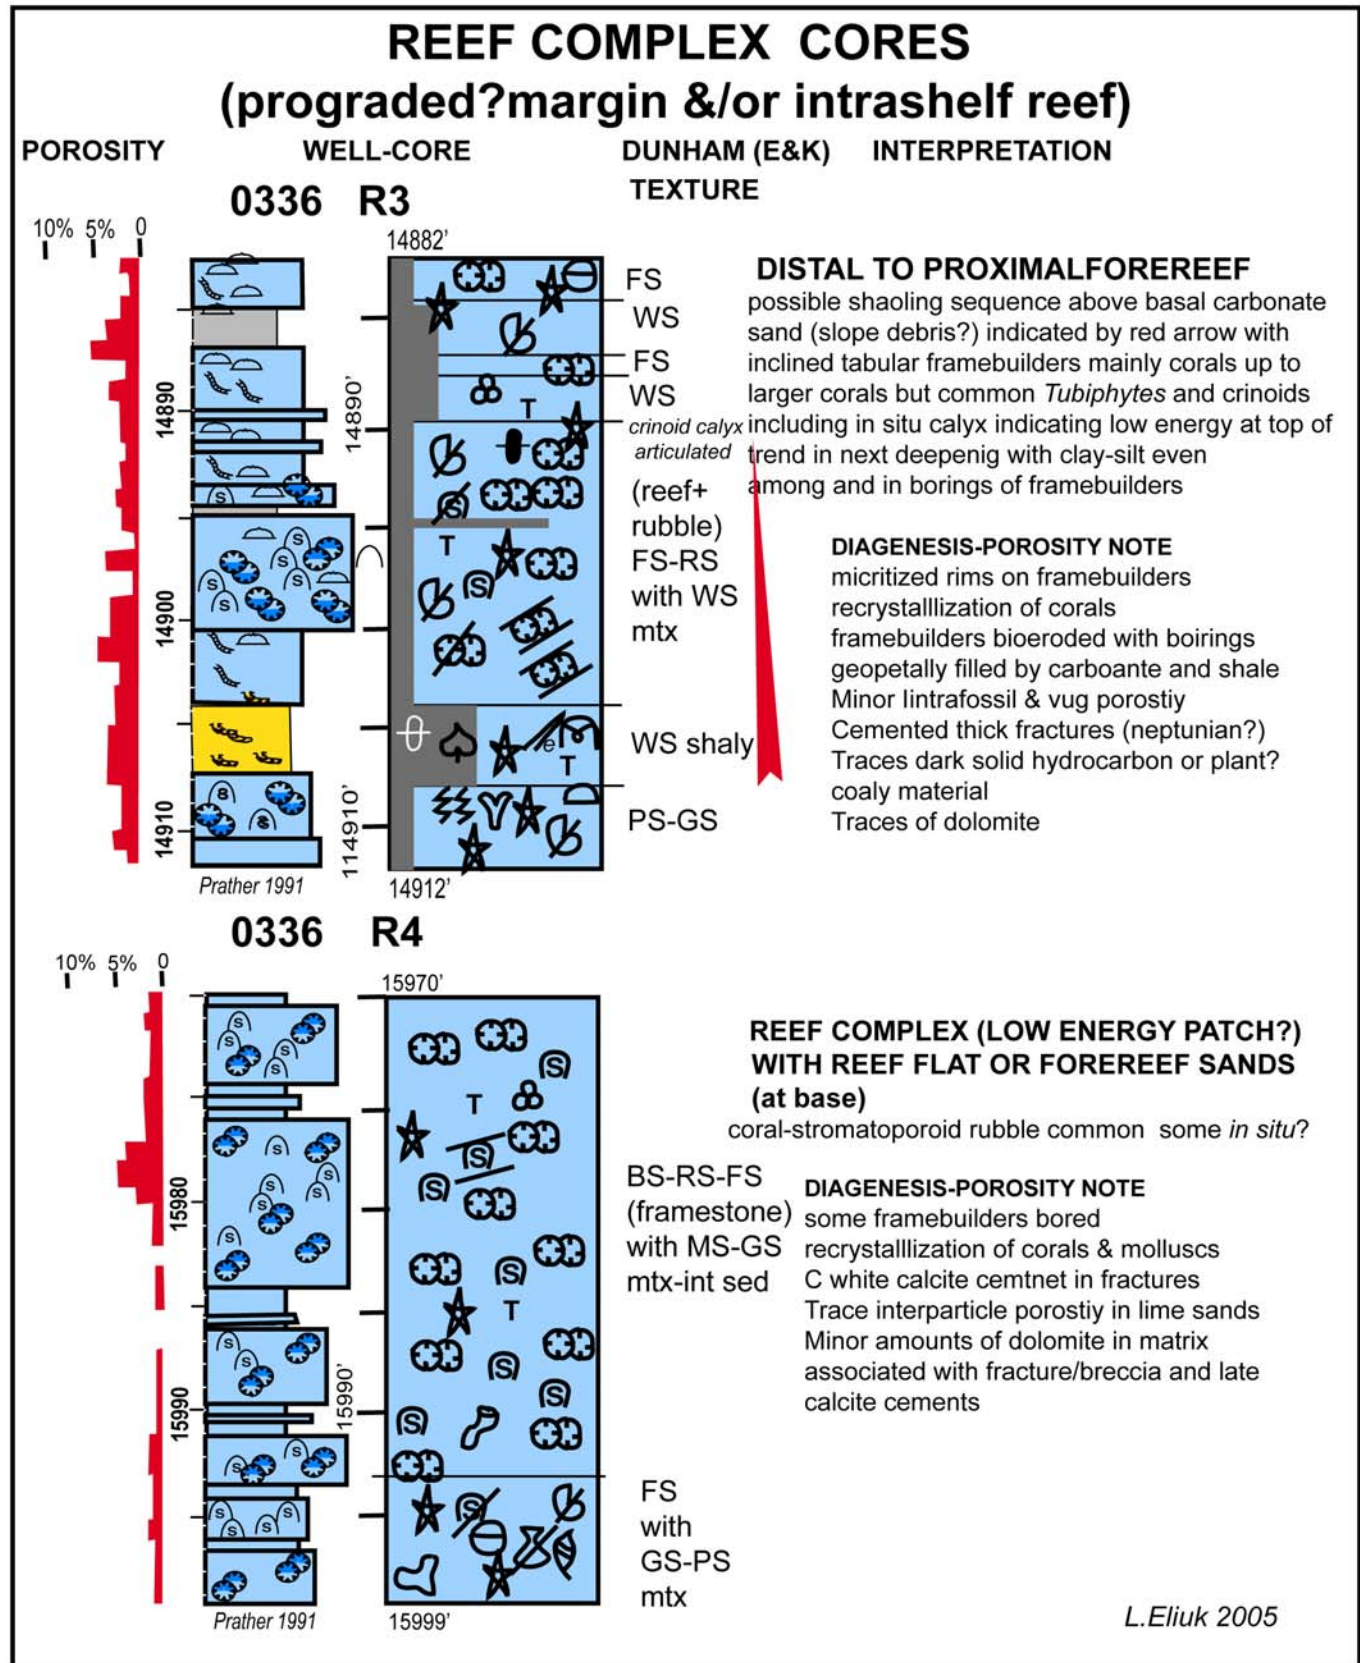 REEF COMPLEX CORES
(prograded?margin &/or intrashelf reef)
POROSITY WELL-CORE DUNHAM (E&K) INTERPRETATION
TEXTURE
0336 R3
10% 5% 0
14882'
14890
14900
14910
14890'
114910'
14912'
Prather 1991
FS
WS
FS
WS
crinoid calyx
articulated
(reef+
rubble)
FS-RS
with WS
mtx
WS shaly
PS-GS
T
T
e
T
S
S
S
S
S
S
S
S
S
S
DISTAL TO PROXIMALFOREREEF
possible shaoling sequence above basal carbonate
sand (slope debris?) indicated by red arrow with
inclined tabular framebuilders mainly corals up to
larger corals but common Tubiphytes and crinoids
including in situ calyx indicating low energy at top of
trend in next deepenig with clay-silt even
among and in borings of framebuilders
DIAGENESIS-POROSITY NOTE
micritized rims on framebuilders
recrystalllization of corals
framebuilders bioeroded with boirings
geopetally filled by carboante and shale
Minor Iintrafossil & vug porostiy
Cemented thick fractures (neptunian?)
Traces dark solid hydrocarbon or plant?
coaly material
Traces of dolomite
0336 R4
10% 5% 0
15970'
15980
15990
15990'
15999'
Prather 1991
T
T
BS-RS-FS
(framestone)
with MS-GS
mtx-int sed
FS
with
GS-PS
mtx
REEF COMPLEX (LOW ENERGY PATCH?)
WITH REEF FLAT OR FOREREEF SANDS
(at base)
coral-stromatoporoid rubble common some in situ?
DIAGENESIS-POROSITY NOTE
some framebuilders bored
recrystalllization of corals & molluscs
C white calcite cemtnet in fractures
Trace interparticle porostiy in lime sands
Minor amounts of dolomite in matrix
associated with fracture/breccia and late
calcite cements
L.Eliuk 2005